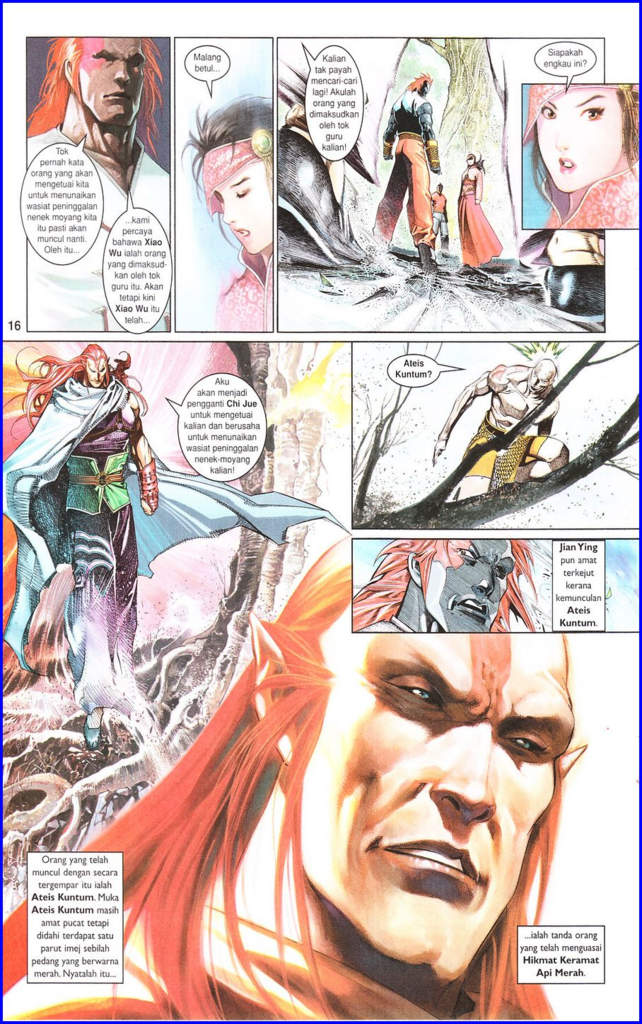 Tok
pernah kata
orang yang akan
mengetuai kita
untuk menunaikan
wasiat peninggalan
nenek moyang kita
itu pasti akan
muncul nanti.
Oleh itu...
...kami
percaya
bahawa Xiao
Wu ialah orang
yang dimaksud-
kan oleh tok
guru itu. Akan
tetapi kini
Xiao Wu itu
telah...
Malang
betul...
Kalian
tak payah
mencari-cari
lagi! Akulah
orang yang
dimaksudkan
oleh tok
guru
kalian!
Siapakah
engkau ini?
16
Aku
akan menjadi
pengganti Chi Jue
untuk mengetuai
kalian dan berusaha
untuk menunaikan
wasiat peninggalan
nenek-moyang
kalian!
Ateis
Kuntum?
Jian Ying
pun amat
terkejut
kerana
kemunculan
Ateis
Kuntum.
Orang yang telah
muncul dengan secara
tergempar itu ialah
Ateis Kuntum. Muka
Ateis Kuntum masih
amat pucat tetapi
didahi terdapat satu
parut imej sebilah
pedang yang berwarna
merah. Nyatalah itu...
...ialah tanda orang
yang telah menguasai
Hikmat Keramat
Api Merah.